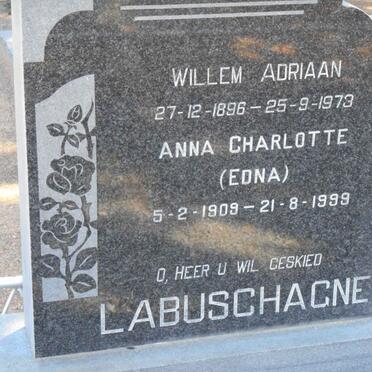 WILLEM ADRIAAN
27-12-1896 — 25-9-1973
ANNA CHARLOTTE
(EDNA)
5-2-1909 — 21-8-1999
O, HEER U WIL GESKIED
LABUSCHAGNE